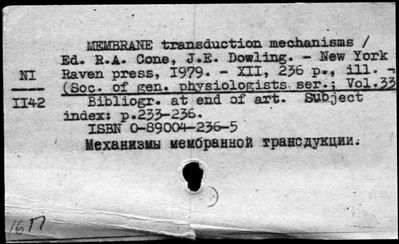 MEMBRANE transduction mechanisms /
Ed. R.A. Cone, J.E. Dowling. - New York
NI Raven press, I979. - XII, 236 p., ill. -
(Soc. of gen. physiologists ser.; Vol.33
II42 Bibliogr. at end of art. Subject
index: p.233-236.
ISBN 0-89004-236-5
Механизмы мембранной трансдукции.